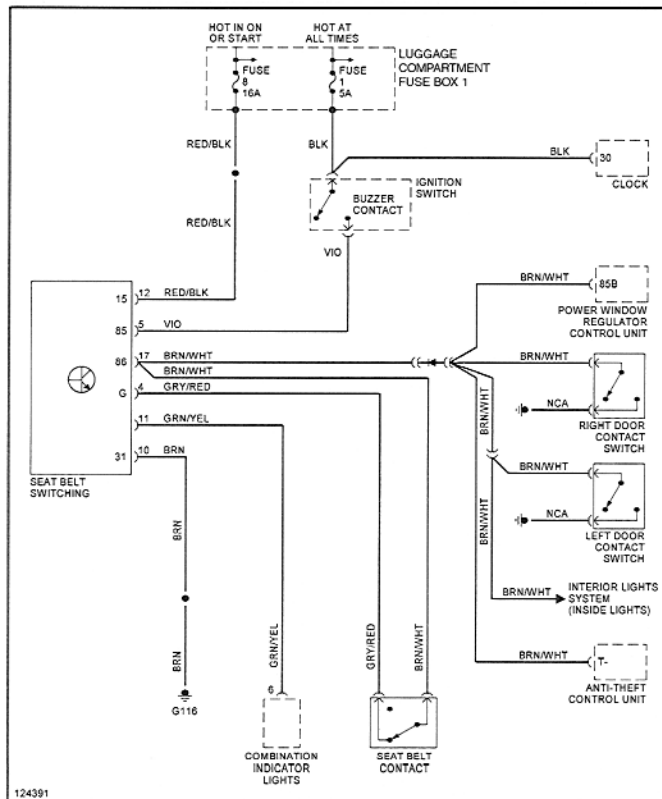 HOT IN ON
OR START
HOT AT
ALL TIMES
FUSE
8
16A
FUSE
1
5A
LUGGAGE
COMPARTMENT
FUSE BOX 1
RED/BLK
BLK
BLK
30
CLOCK
IGNITION
SWITCH
BUZZER
CONTACT
RED/BLK
VIO
BRN/WHT
85B
POWER WINDOW
REGULATOR
CONTROL UNIT
15
12
RED/BLK
85
5
VIO
86
17
BRN/WHT
BRN/WHT
BRN/WHT
G
4
GRY/RED
BRN/WHT
NCA
RIGHT DOOR
CONTACT
SWITCH
11
GRN/YEL
31
10
BRN
SEAT BELT
SWITCHING
BRN/WHT
NCA
LEFT DOOR
CONTACT
SWITCH
BRN
BRN/WHT
BRN/WHT
INTERIOR LIGHTS
SYSTEM
(INSIDE LIGHTS)
BRN
GRN/YEL
GRY/RED
BRN/WHT
BRN/WHT
T-
ANTI-THEFT
CONTROL UNIT
G116
6
COMBINATION
INDICATOR
LIGHTS
SEAT BELT
CONTACT
124391